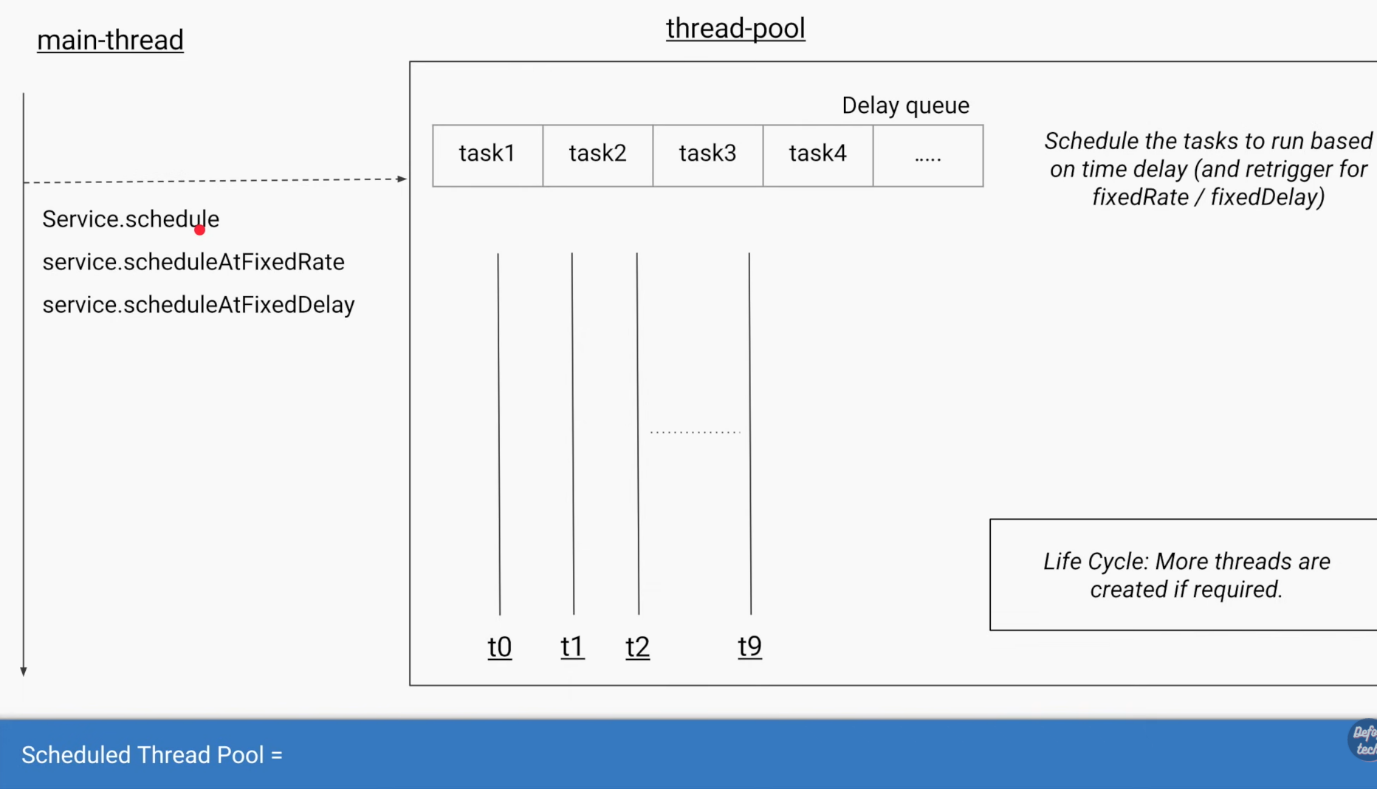 main-thread
thread-pool
Delay queue
task1 task2 task3 task4 .....
Schedule the tasks to run based
on time delay (and retrigger for
fixedRate / fixedDelay)
Service.schedule
service.scheduleAtFixedRate
service.scheduleAtFixedDelay
Life Cycle: More threads are
created if required.
t0 t1 t2 t9
Scheduled Thread Pool =